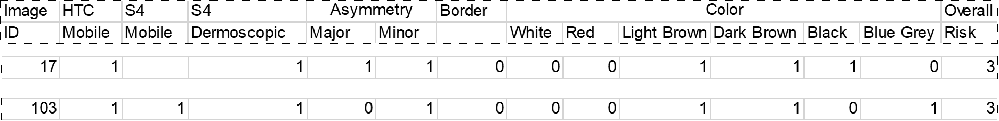 Image HTC S4 S4 Asymmetry Border Color Overall
ID Mobile Mobile Dermoscopic Major Minor White Red Light Brown Dark Brown Black Blue Grey Risk
17 1 1 1 1 0 0 0 1 1 1 0 3
103 1 1 1 0 1 0 0 0 1 1 0 1 3